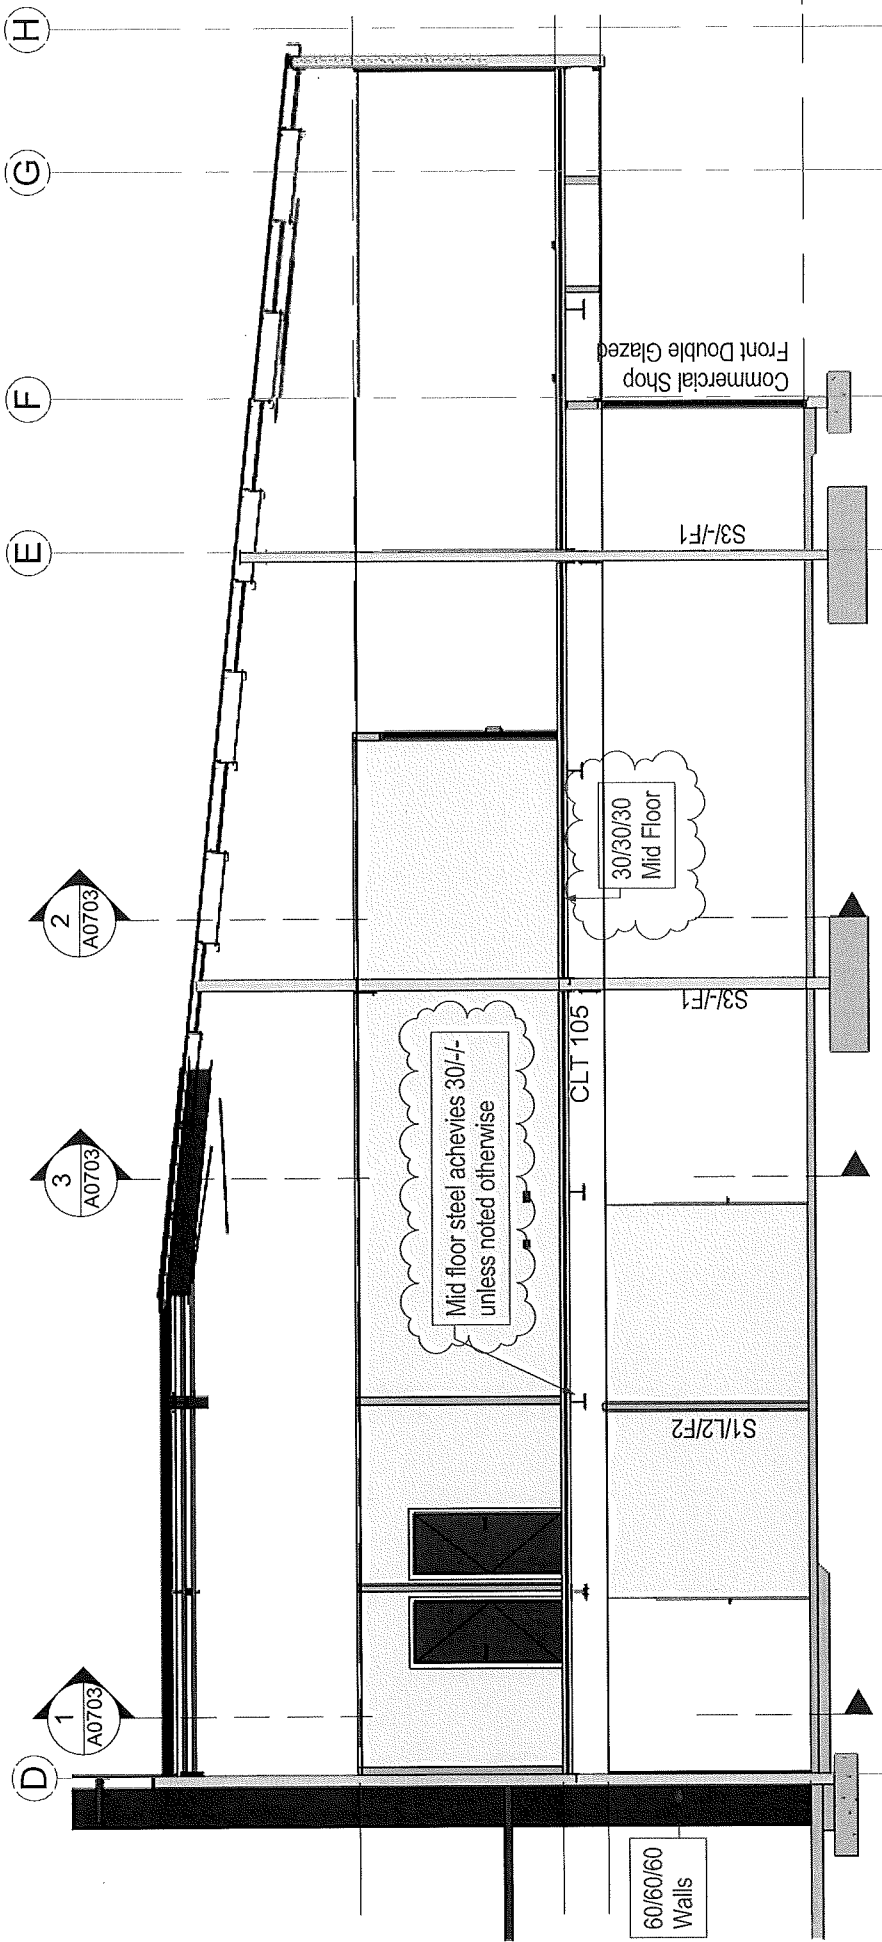 H
G
F
E
D
2
A0703
3
A0703
1
A0703
Commercial Shop
Front Double Glazed
S3/-/F1
30/30/30
Mid Floor
S3/-/F1
CLT 105
Mid floor steel achevies 30/-/-
unless noted otherwise
S1/L2/F2
60/60/60
Walls